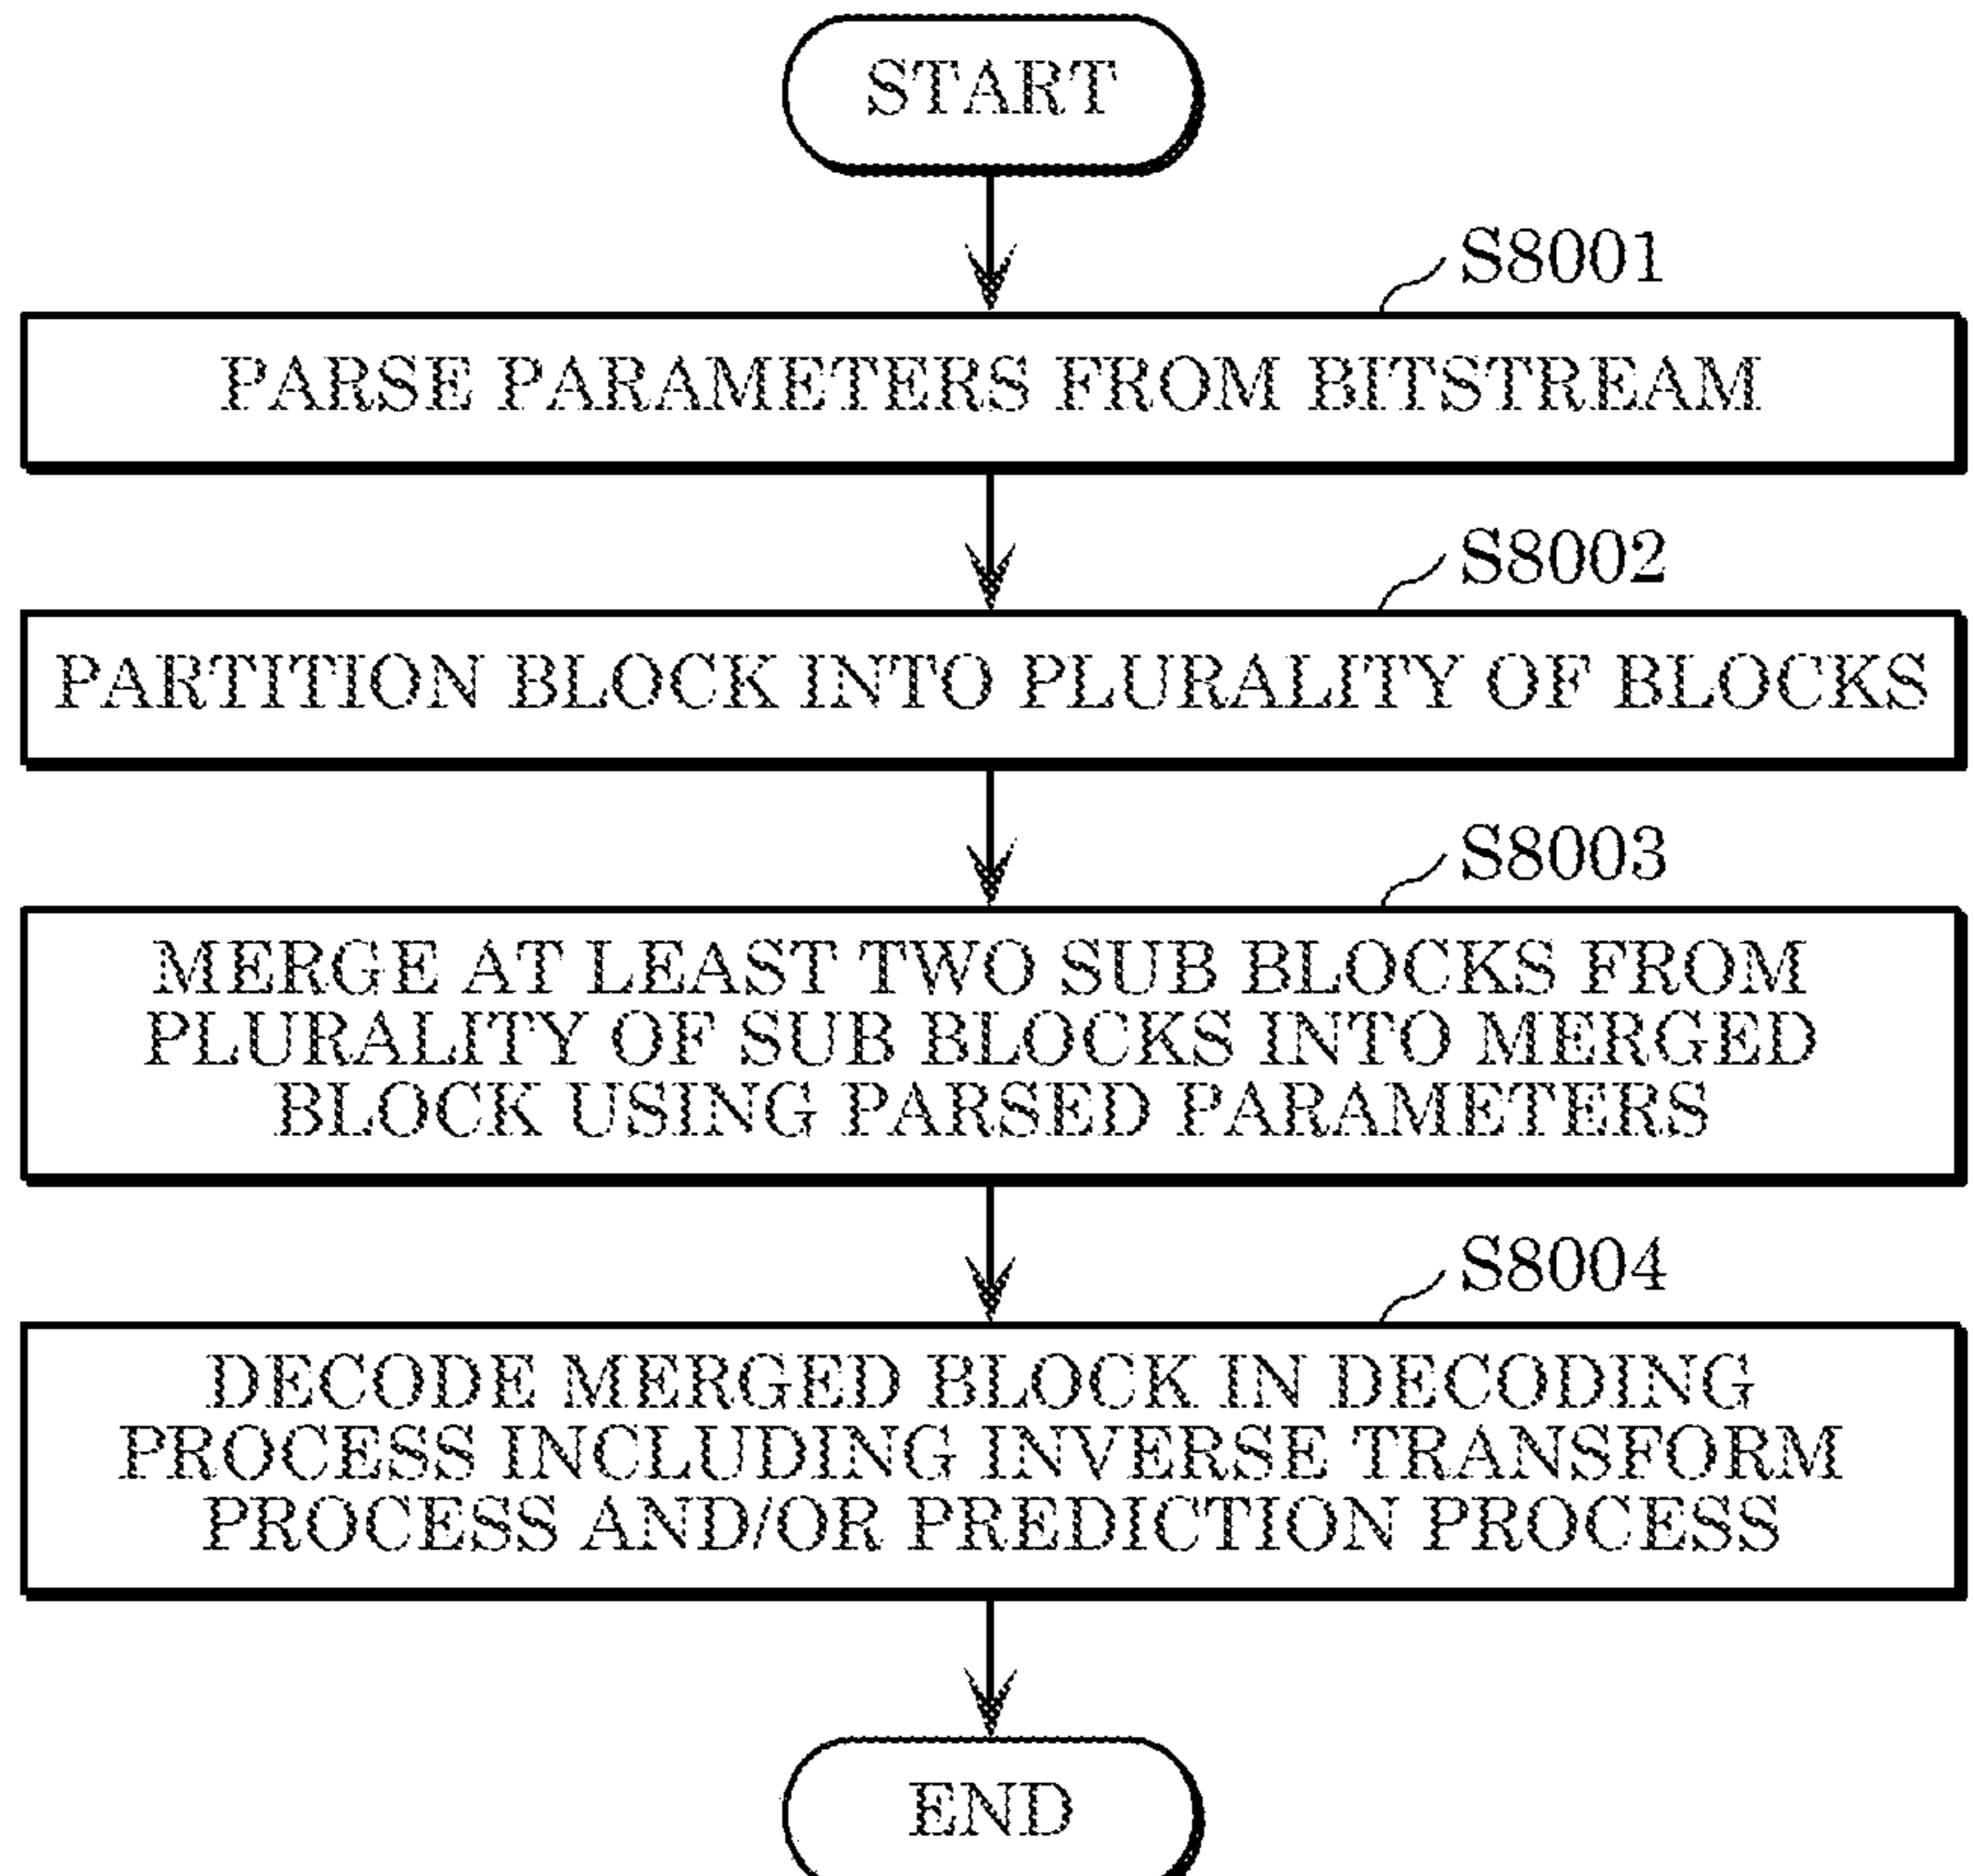 START
S8001
PARSE PARAMETERS FROM BITSTREAM
S8002
PARTITION BLOCK INTO PLURALITY OF BLOCKS
S8003
MERGE AT LEAST TWO SUB BLOCKS FROM
PLURALITY OF SUB BLOCKS INTO MERGED
BLOCK USING PARSED PARAMETERS
S8004
DECODE MERGED BLOCK IN DECODING
PROCESS INCLUDING INVERSE TRANSFORM
PROCESS AND/OR PREDICTION PROCESS
END